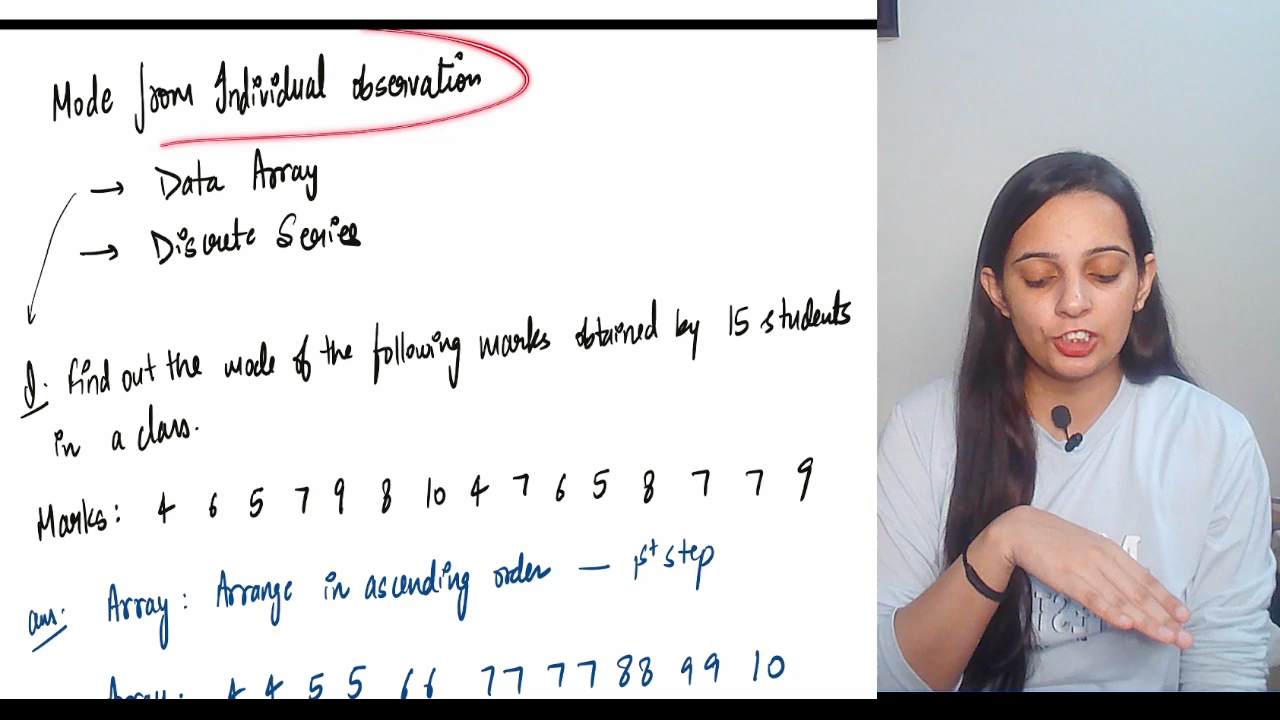 Mode from Individual observation
→ Data Array
→ Discrete Series
Q. Find out the mode of the following marks obtained by 15 students
in a class.
Marks: 4 6 5 7 9 8 10 4 7 6 5 8 7 7 9
ans: Array: Arrange in ascending order — 1st step
Array: 4 4 5 5 6 6 7 7 7 7 8 8 9 9 10